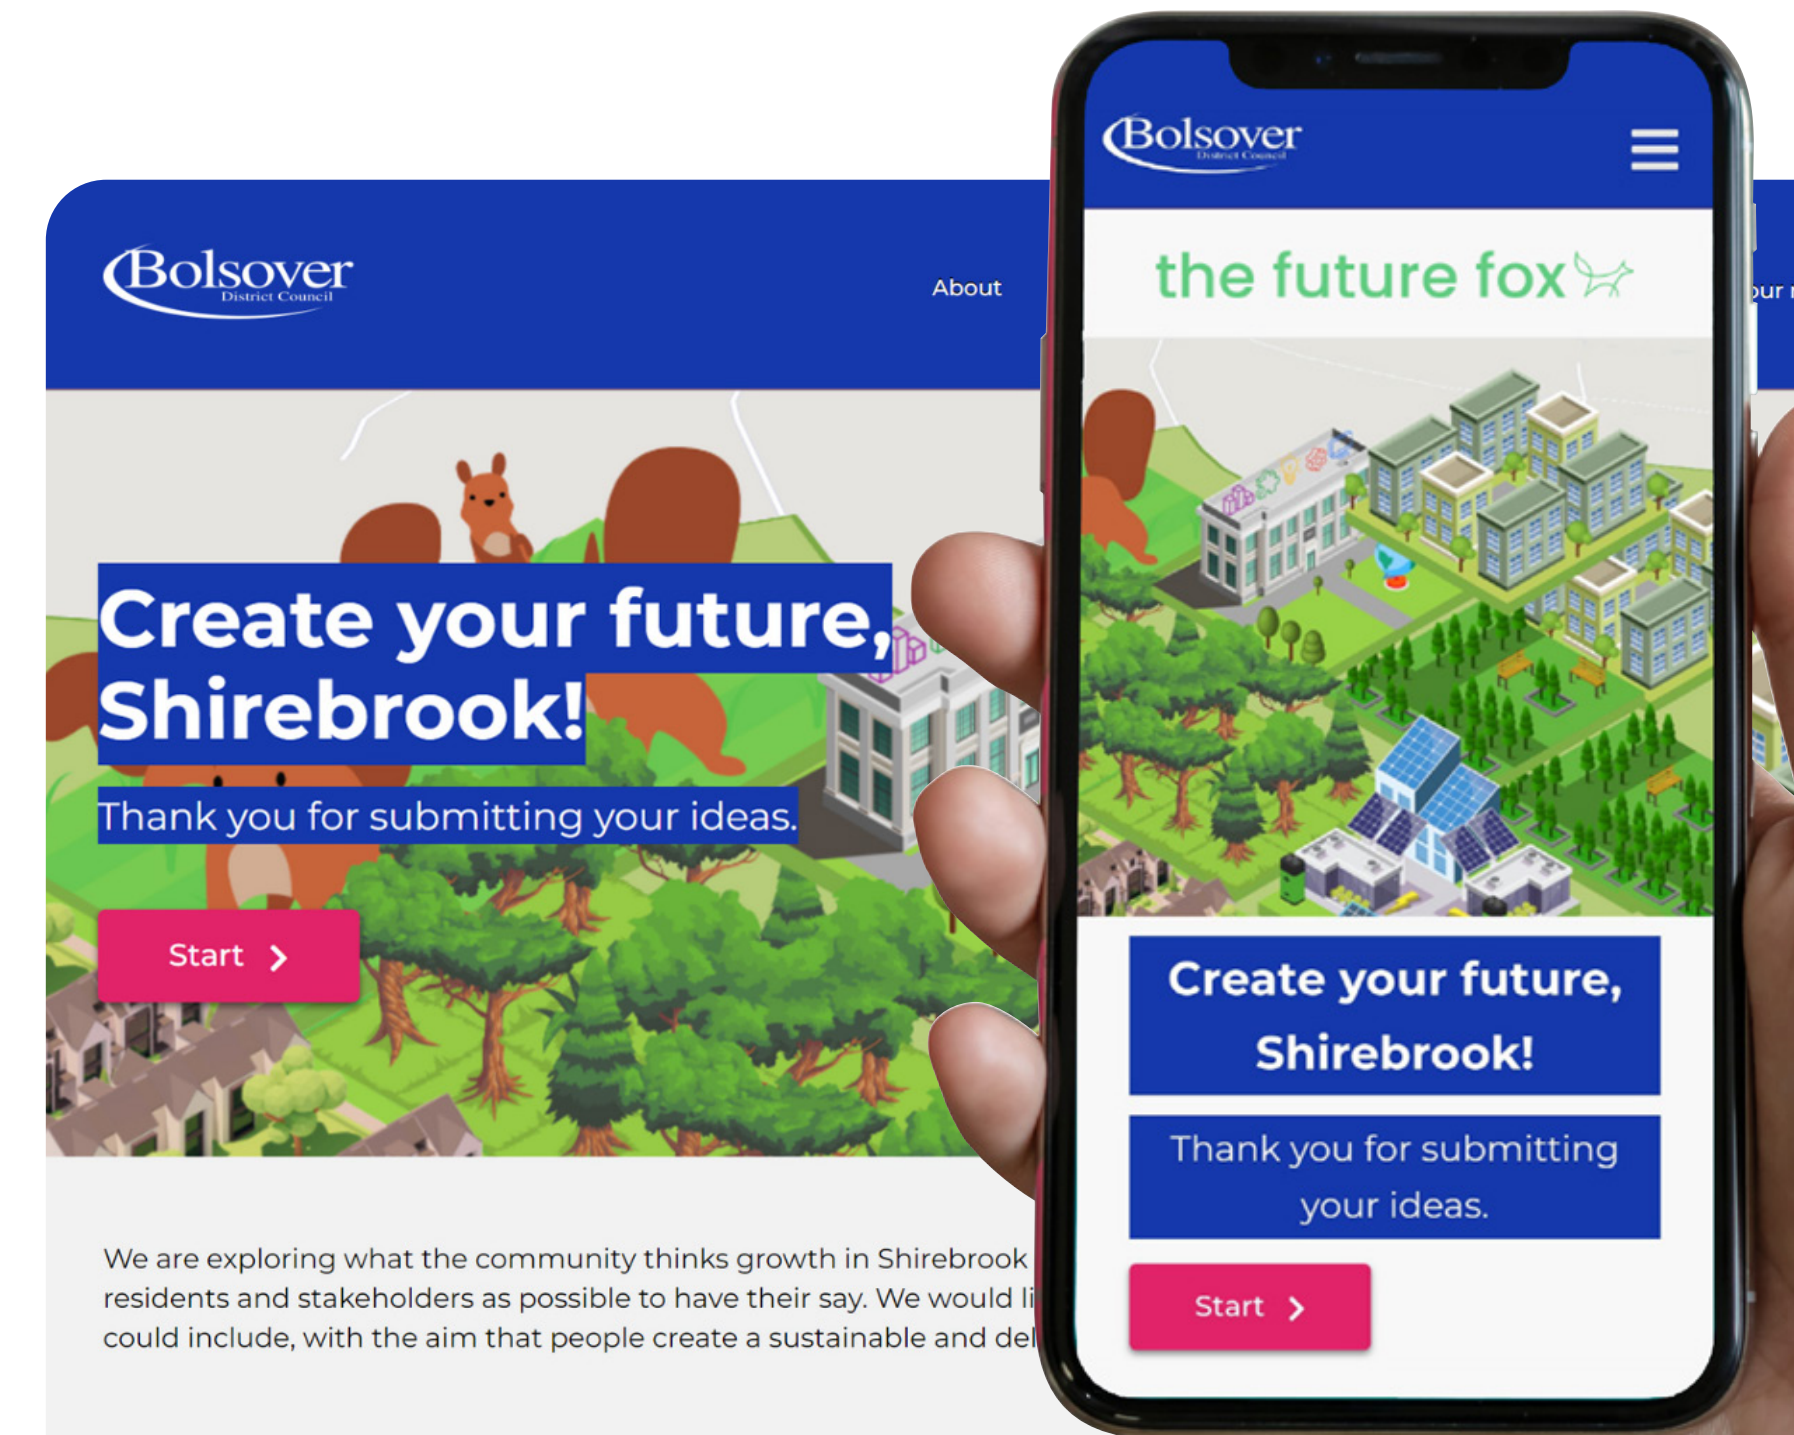 Bolsover
District Council
About
our
Create your future,
Shirebrook!
Thank you for submitting your ideas.
Start
We are exploring what the community thinks growth in Shirebrook
residents and stakeholders as possible to have their say. We would li
could include, with the aim that people create a sustainable and del
Bolsover
District Council
the future fox
Create your future,
Shirebrook!
Thank you for submitting
your ideas.
Start